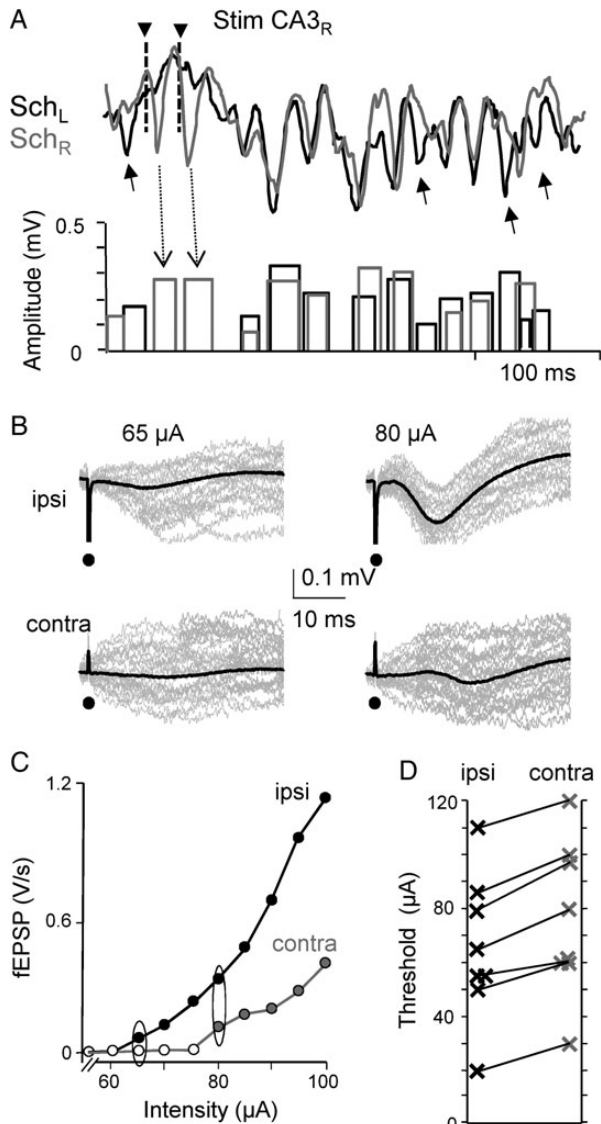 A
Stim CA3R
SchL
SchR
0.5
Amplitude (mV)
0
100 ms
B
65 µA
80 µA
ipsi
0.1 mV
10 ms
contra
C
1.2
ipsi
fEPSP (V/s)
0.6
contra
0
60
80
100
Intensity (µA)
D
ipsi
contra
120
80
40
0
Threshold (µA)